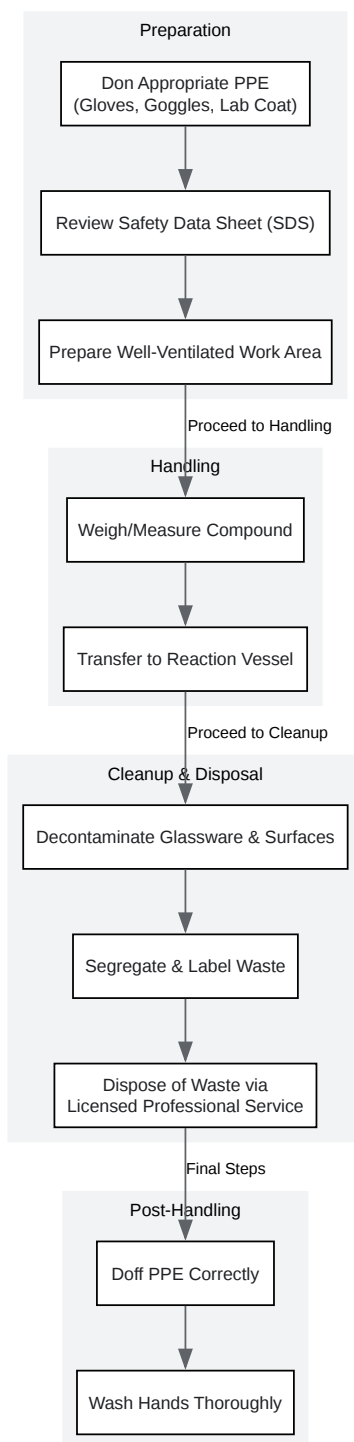 Preparation
Don Appropriate PPE
(Gloves, Goggles, Lab Coat)
Review Safety Data Sheet (SDS)
Prepare Well-Ventilated Work Area
Proceed to Handling
Handling
Weigh/Measure Compound
Transfer to Reaction Vessel
Proceed to Cleanup
Cleanup & Disposal
Decontaminate Glassware & Surfaces
Segregate & Label Waste
Dispose of Waste via
Licensed Professional Service
Final Steps
Post-Handling
Doff PPE Correctly
Wash Hands Thoroughly